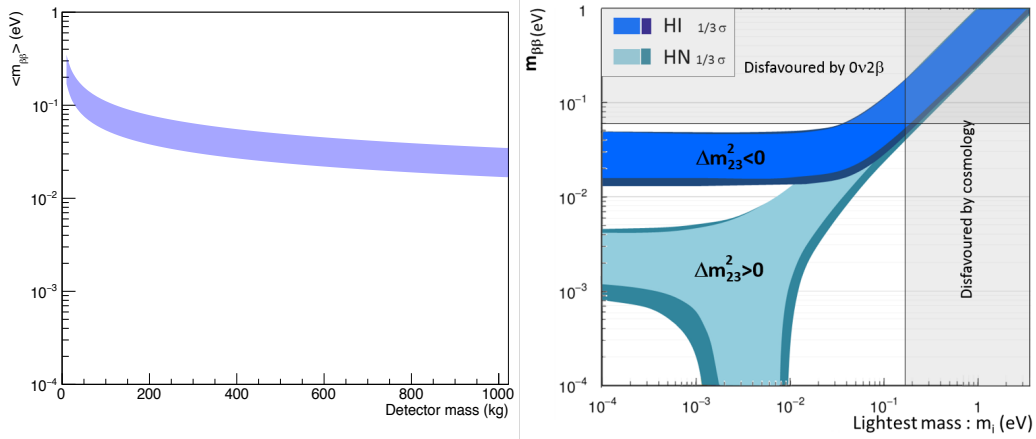 <m_ββ> (eV)
1
10⁻¹
10⁻²
10⁻³
10⁻⁴
0 200 400 600 800 1000
Detector mass (kg)
m_ββ (eV)
1
10⁻¹
10⁻²
10⁻³
10⁻⁴
HI 1/3 σ
HN 1/3 σ
Disfavoured by 0ν2β
Δm²₂₃<0
Δm²₂₃>0
Disfavoured by cosmology
10⁻⁴ 10⁻³ 10⁻² 10⁻¹ 1
Lightest mass : mᵢ (eV)